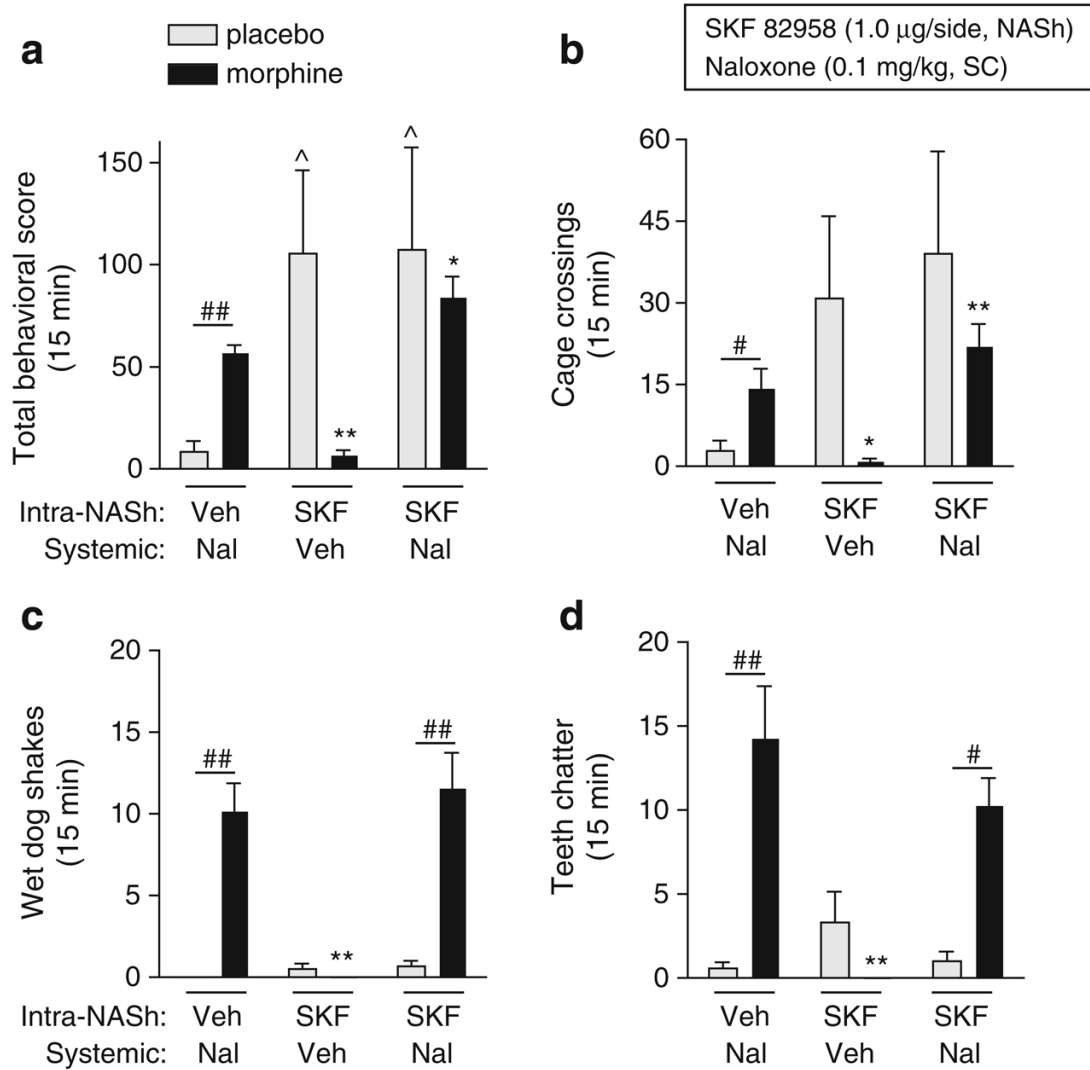 a
placebo
morphine
b
SKF 82958 (1.0 μg/side, NASh)
Naloxone (0.1 mg/kg, SC)
Total behavioral score
(15 min)
150
100
50
0
##
^
**
^
*
Intra-NASh: Veh SKF SKF
Systemic: Nal Veh Nal
Cage crossings
(15 min)
60
45
30
15
0
#
*
**
Veh SKF SKF
Nal Veh Nal
c
Wet dog shakes
(15 min)
20
15
10
5
0
##
**
##
Intra-NASh: Veh SKF SKF
Systemic: Nal Veh Nal
d
Teeth chatter
(15 min)
20
15
10
5
0
##
**
#
Veh SKF SKF
Nal Veh Nal